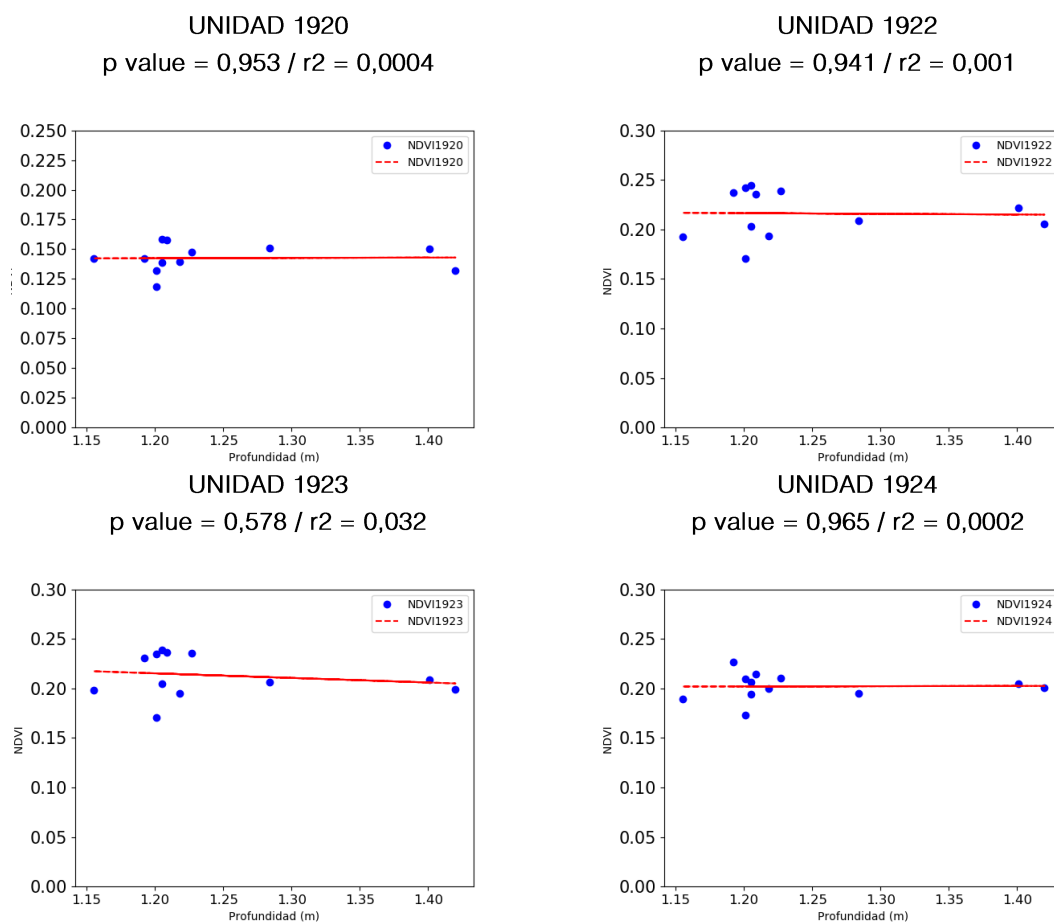 UNIDAD 1920
p value = 0,953 / r2 = 0,0004
0.250
0.225
0.200
0.175
0.150
0.125
0.100
0.075
0.050
0.025
0.000
NDVI1920
NDVI1920
1.15 1.20 1.25 1.30 1.35 1.40
Profundidad (m)
UNIDAD 1922
p value = 0,941 / r2 = 0,001
0.30
0.25
0.20
0.15
0.10
0.05
0.00
NDVI
NDVI1922
NDVI1922
1.15 1.20 1.25 1.30 1.35 1.40
Profundidad (m)
UNIDAD 1923
p value = 0,578 / r2 = 0,032
0.30
0.25
0.20
0.15
0.10
0.05
0.00
NDVI
NDVI1923
NDVI1923
1.15 1.20 1.25 1.30 1.35 1.40
Profundidad (m)
UNIDAD 1924
p value = 0,965 / r2 = 0,0002
0.30
0.25
0.20
0.15
0.10
0.05
0.00
NDVI
NDVI1924
NDVI1924
1.15 1.20 1.25 1.30 1.35 1.40
Profundidad (m)